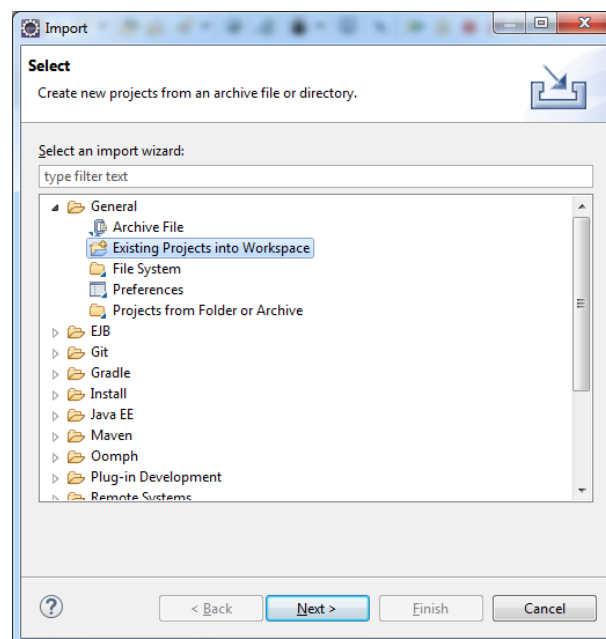 Import
Select
Create new projects from an archive file or directory.
Select an import wizard:
type filter text
General
Archive File
Existing Projects into Workspace
File System
Preferences
Projects from Folder or Archive
EJB
Git
Gradle
Install
Java EE
Maven
Oomph
Plug-in Development
Remote Systems
< Back Next > Finish Cancel